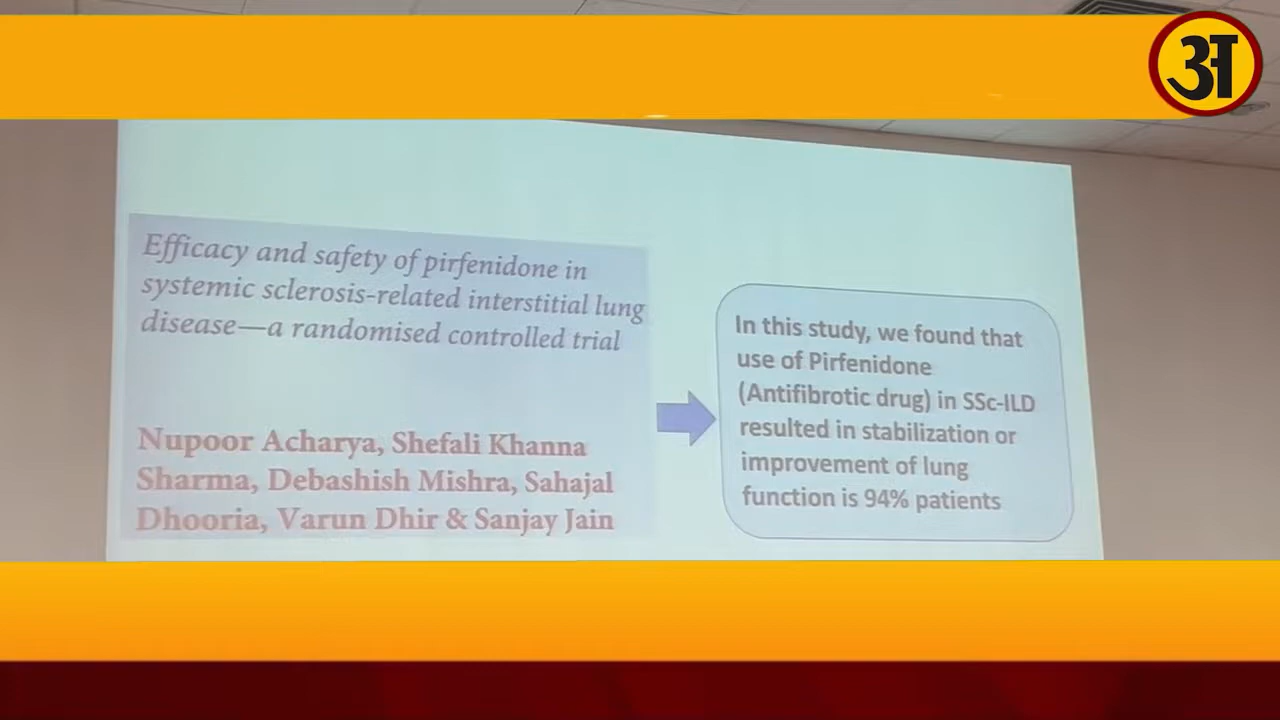 अ
Efficacy and safety of pirfenidone in
systemic sclerosis-related interstitial lung
disease—a randomised controlled trial
Nupoor Acharya, Shefali Khanna
Sharma, Debashish Mishra, Sahajal
Dhooria, Varun Dhir & Sanjay Jain
In this study, we found that
use of Pirfenidone
(Antifibrotic drug) in SSc-ILD
resulted in stabilization or
improvement of lung
function is 94% patients